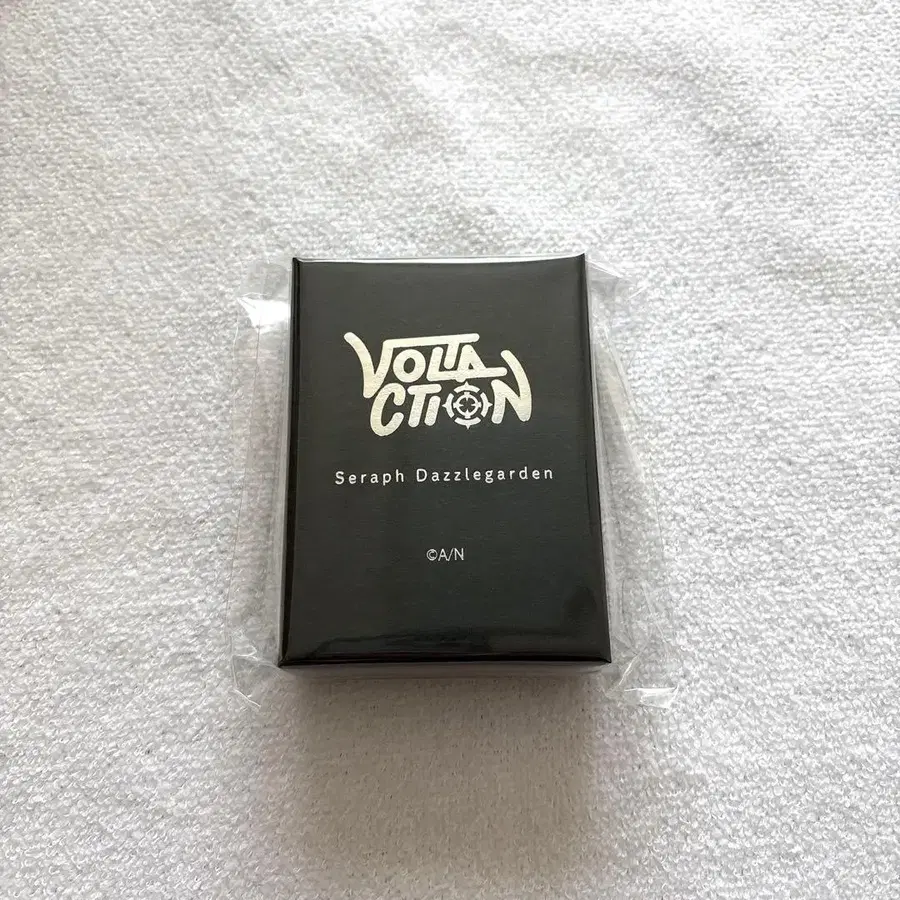 VOLTA
CTION
Seraph Dazzlegarden
©A/N